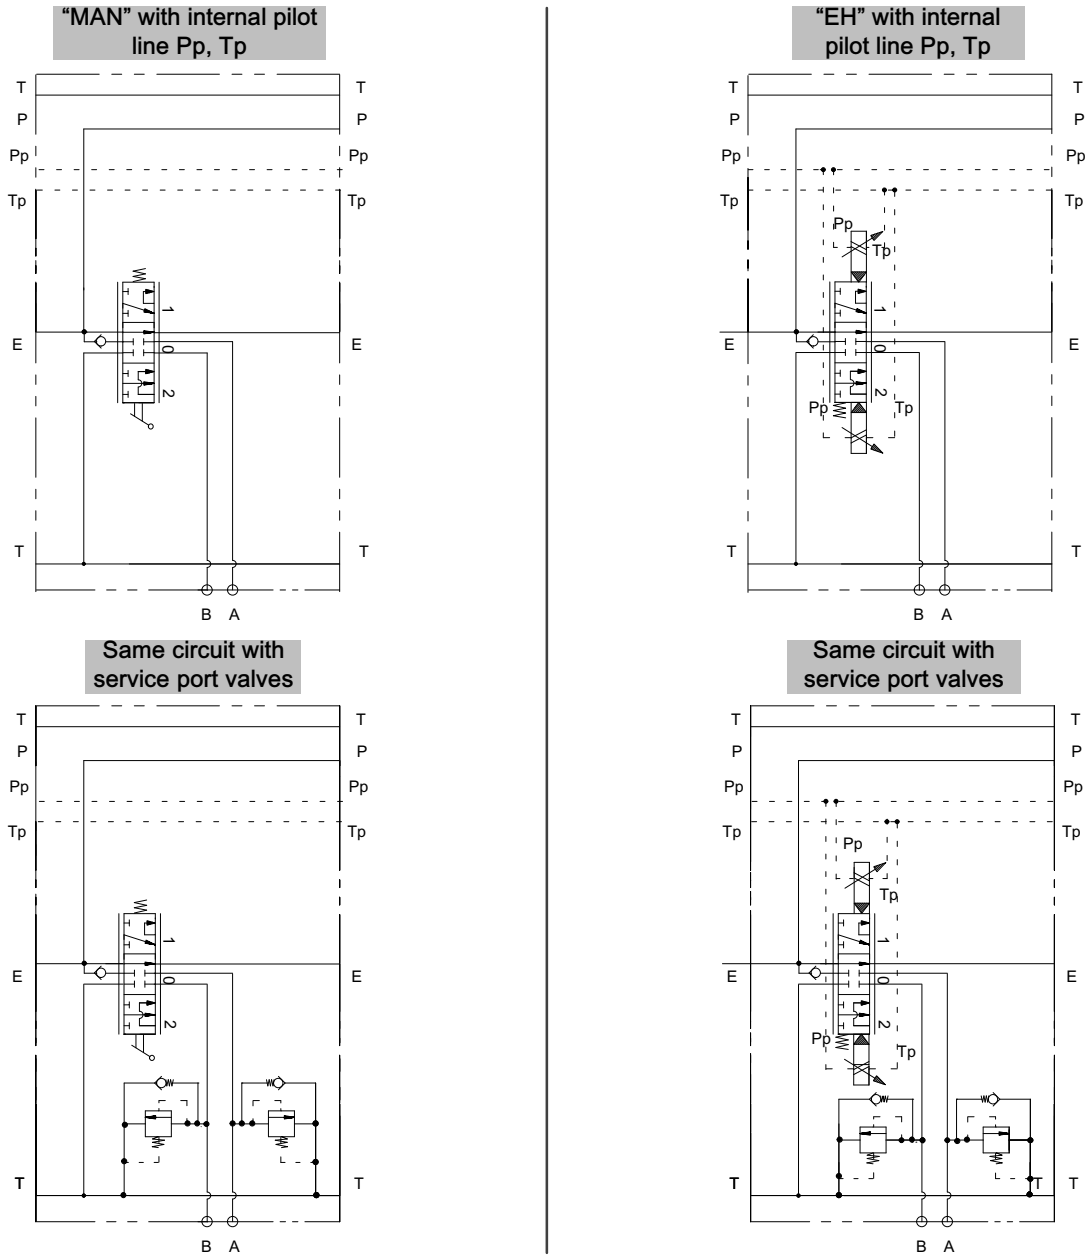 “MAN” with internal pilot
line Pp, Tp
T T
P P
Pp Pp
Tp Tp
1
E 0 E
2
T T
B A
“EH” with internal
pilot line Pp, Tp
T T
P P
Pp Pp
Tp Tp
Pp
Tp
1
E 0 E
2
Pp Tp
T T
B A
Same circuit with
service port valves
T T
P P
Pp Pp
Tp Tp
1
E 0 E
2
T T
B A
Same circuit with
service port valves
T T
P P
Pp Pp
Tp Tp
Pp
Tp
1
E 0 E
2
Pp
Tp
T T T
B A